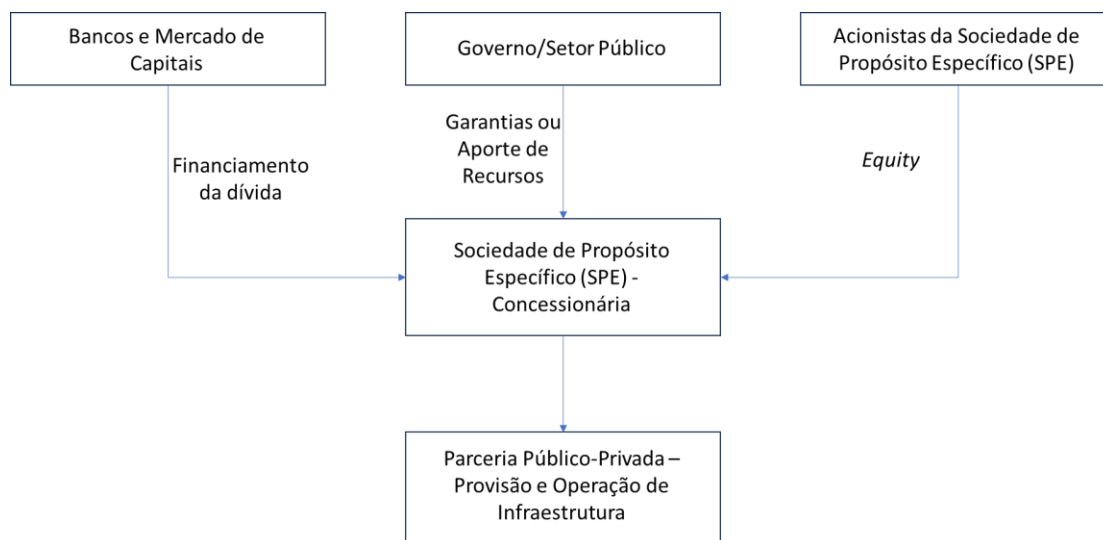 Bancos e Mercado de
Capitais
Governo/Setor Público
Acionistas da Sociedade de
Propósito Específico (SPE)
Financiamento
da dívida
Garantias ou
Aporte de
Recursos
Equity
Sociedade de Propósito
Específico (SPE) -
Concessionária
Parceria Público-Privada –
Provisão e Operação de
Infraestrutura